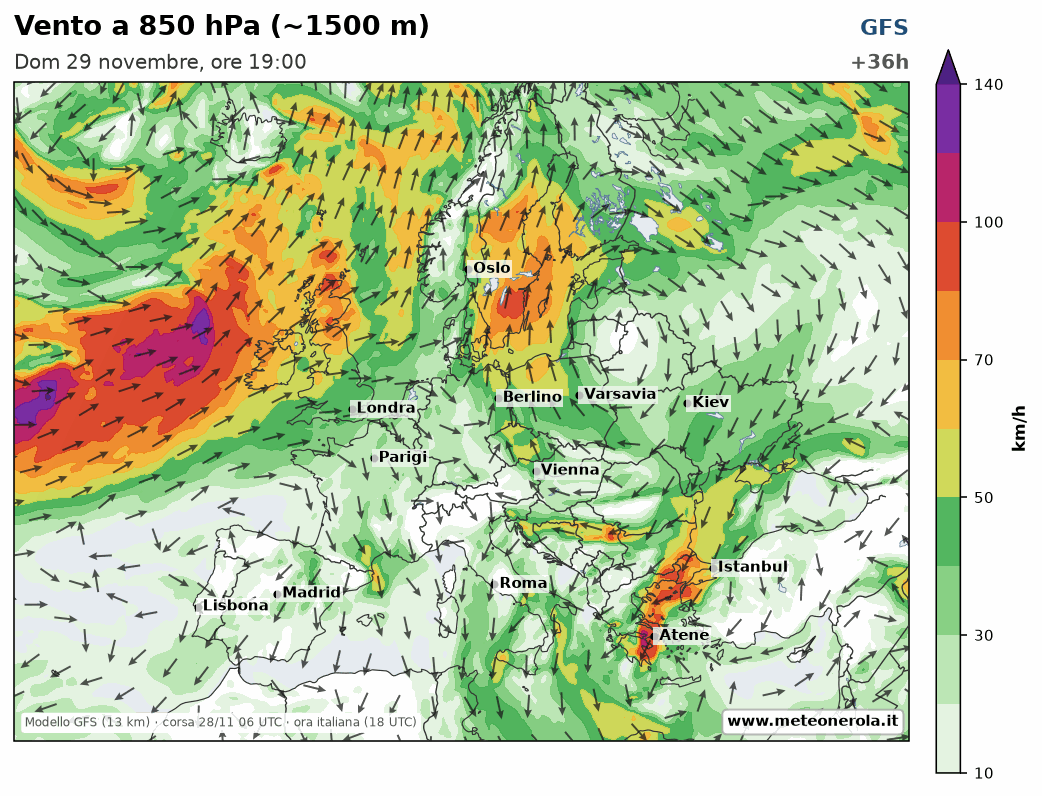 Vento a 850 hPa (~1500 m)
GFS
Dom 29 novembre, ore 19:00
+36h
140
100
70
50
30
10
km/h
Oslo
Berlino
Varsavia
Kiev
Londra
Parigi
Vienna
Istanbul
Roma
Madrid
Lisbona
Atene
Modello GFS (13 km) · corsa 28/11 06 UTC · ora italiana (18 UTC)
www.meteonerola.it